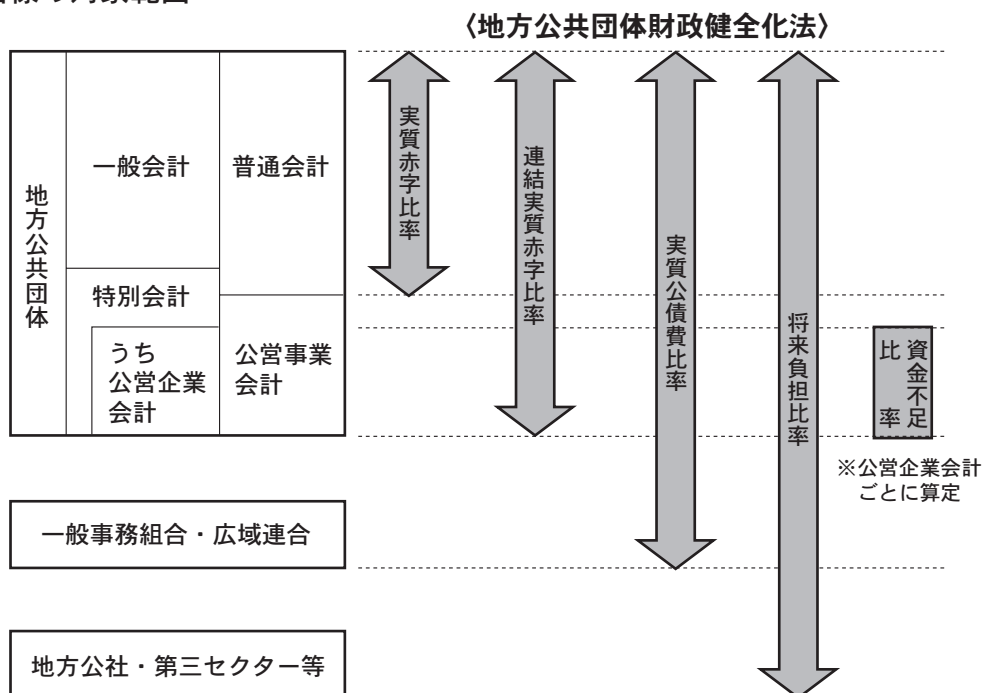 〈地方公共団体財政健全化法〉
地方公共団体
一般会計
普通会計
特別会計
うち
公営企業
会計
公営事業
会計
実質赤字比率
連結実質赤字比率
実質公債費比率
将来負担比率
資金不足
比率
※公営企業会計
ごとに算定
一般事務組合・広域連合
地方公社・第三セクター等